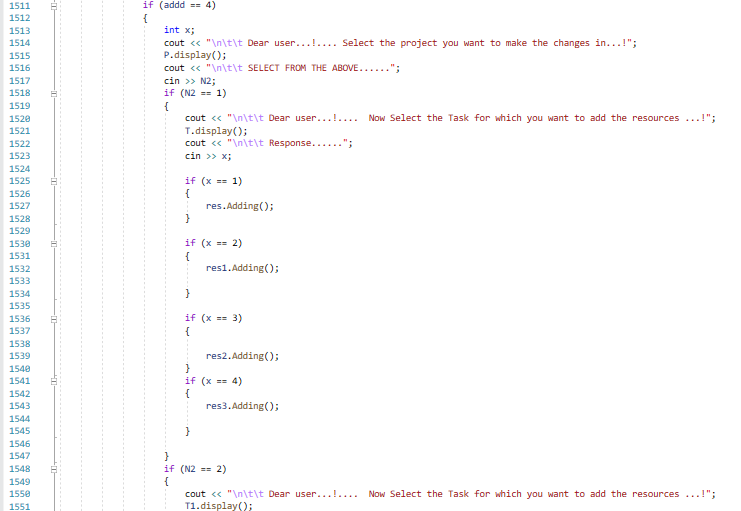 1511 if (addd == 4)
1512 {
1513 int x;
1514 cout << "\n\t\t Dear user...!.... Select the project you want to make the changes in...!";
1515 P.display();
1516 cout << "\n\t\t SELECT FROM THE ABOVE......";
1517 cin >> N2;
1518 if (N2 == 1)
1519 {
1520 cout << "\n\t\t Dear user...!....  Now Select the Task for which you want to add the resources ...!";
1521 T.display();
1522 cout << "\n\t\t Response......";
1523 cin >> x;
1524
1525 if (x == 1)
1526 {
1527 res.Adding();
1528 }
1529
1530 if (x == 2)
1531 {
1532 res1.Adding();
1533
1534 }
1535
1536 if (x == 3)
1537 {
1538
1539 res2.Adding();
1540 }
1541 if (x == 4)
1542 {
1543 res3.Adding();
1544
1545 }
1546
1547 }
1548 if (N2 == 2)
1549 {
1550 cout << "\n\t\t Dear user...!....  Now Select the Task for which you want to add the resources ...!";
1551 T1.display();